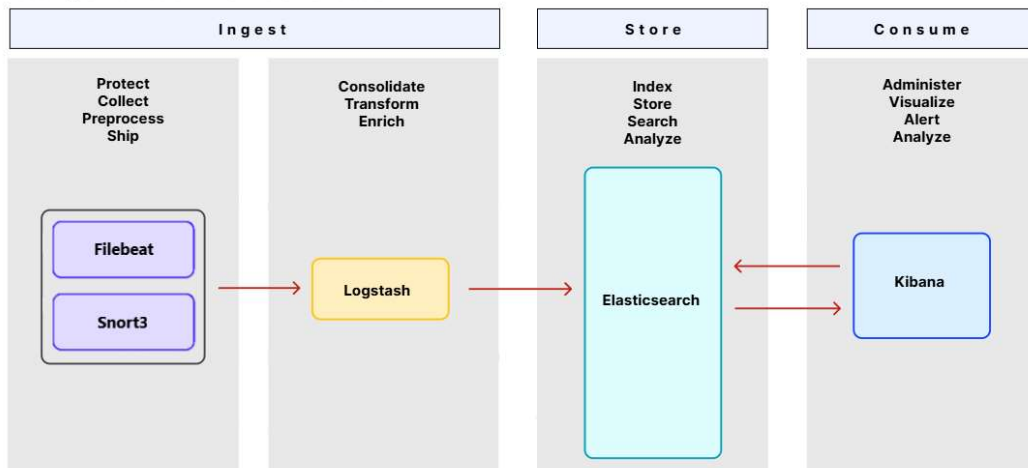 Ingest
Store
Consume
Protect
Collect
Preprocess
Ship
Consolidate
Transform
Enrich
Index
Store
Search
Analyze
Administer
Visualize
Alert
Analyze
Filebeat
Snort3
Logstash
Elasticsearch
Kibana